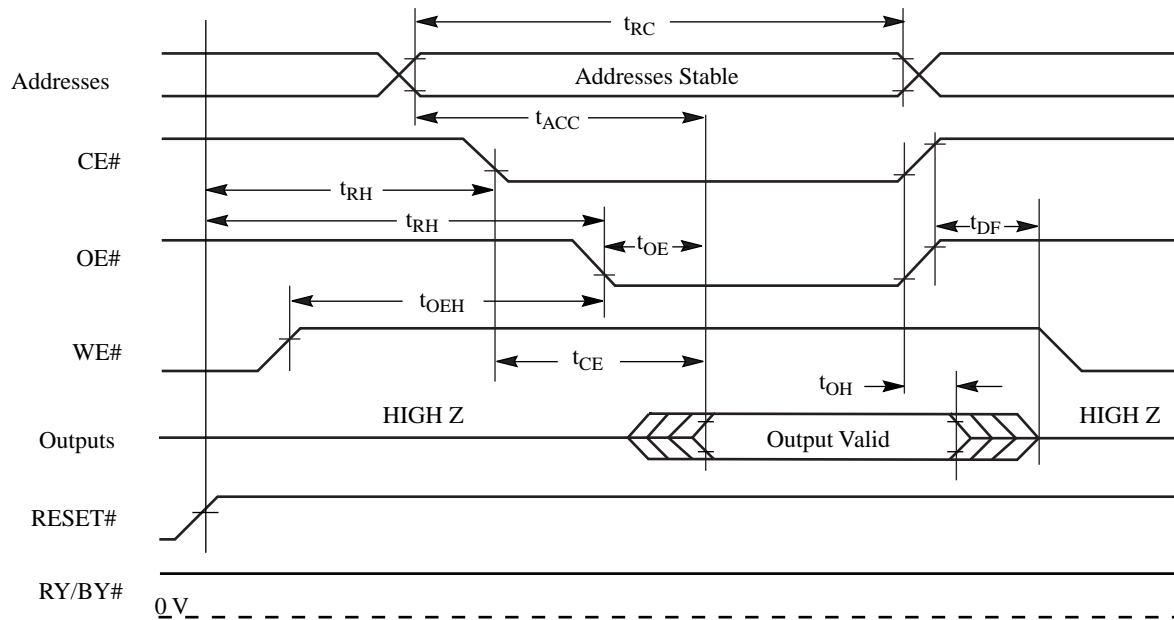 tRC
Addresses
Addresses Stable
tACC
CE#
tRH
tRH
OE#
tOE
tDF
tOEH
WE#
tCE
tOH
HIGH Z
HIGH Z
Outputs
Output Valid
RESET#
RY/BY#
0 V